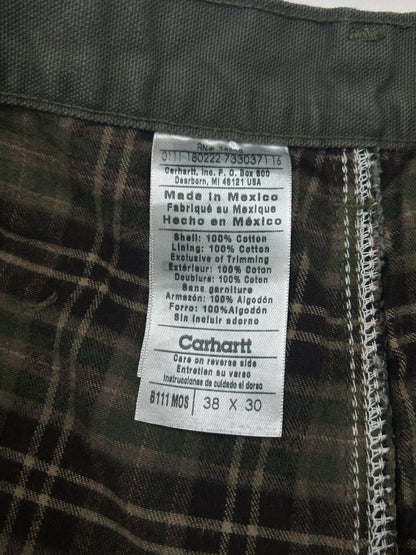 RN# 14806
0111-180222 733037116
Carhartt, Inc. P. O. Box 600
Dearborn, MI 48121 USA
Made in Mexico
Fabriqué au Mexique
Hecho en México
Shell: 100% Cotton
Lining: 100% Cotton
Exclusive of Trimming
Extérieur: 100% Coton
Doublure: 100% Coton
Sans garniture
Armazón: 100% Algodón
Forro: 100%Algodón
Sin incluir adorno
Carhartt
Care on reverse side
Entretien au verso
Instrucciones de cuidado al dorso
B111 MOS 38 X 30